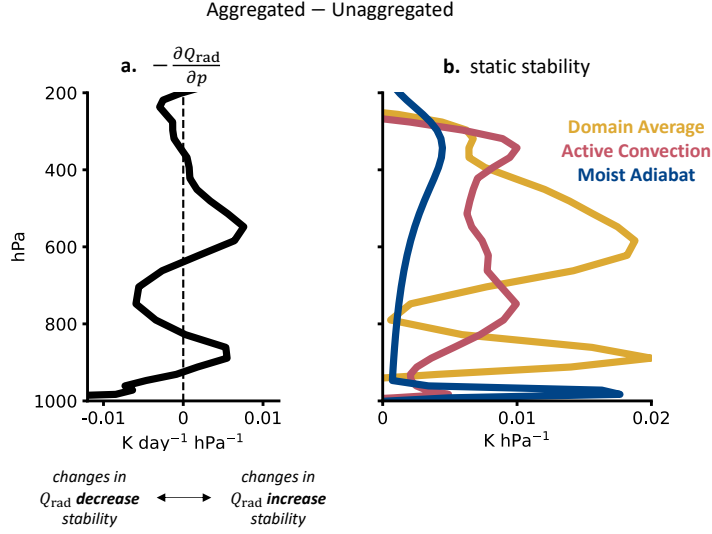 Aggregated − Unaggregated
a. −∂Q_rad/∂p
b. static stability
200
400
600
800
1000
hPa
-0.01
0
0.01
K day⁻¹ hPa⁻¹
Domain Average
Active Convection
Moist Adiabat
0
0.01
0.02
K hPa⁻¹
changes in
Q_rad decrease
stability
changes in
Q_rad increase
stability